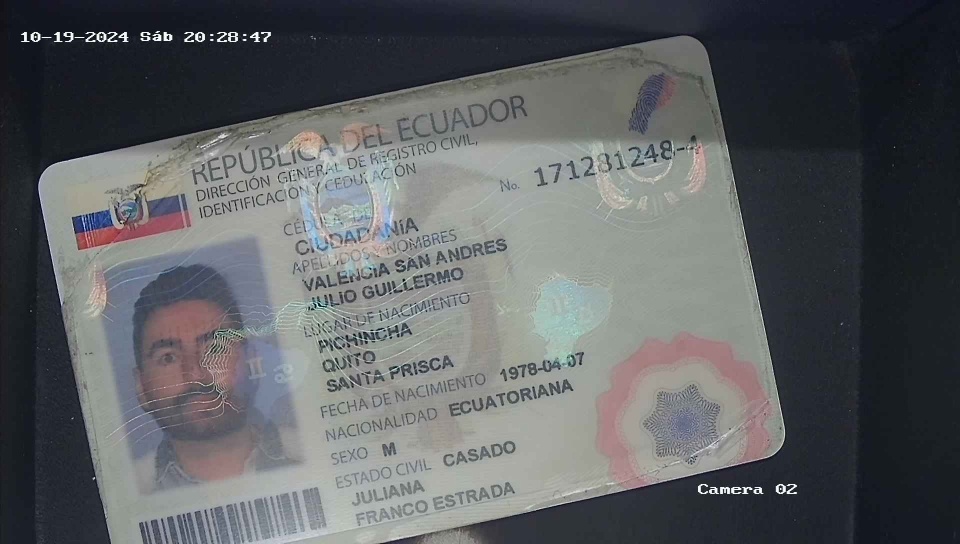 10-19-2024 Sáb 20:28:47
REPÚBLICA DEL ECUADOR
DIRECCIÓN GENERAL DE REGISTRO CIVIL,
IDENTIFICACIÓN Y CEDULACIÓN
No. 171281248-4
CÉDULA DE
CIUDADANÍA
APELLIDOS Y NOMBRES
VALENCIA SAN ANDRES
JULIO GUILLERMO
LUGAR DE NACIMIENTO
PICHINCHA
QUITO
SANTA PRISCA
FECHA DE NACIMIENTO 1978-04-07
NACIONALIDAD ECUATORIANA
SEXO M
ESTADO CIVIL CASADO
JULIANA
FRANCO ESTRADA
Camera 02